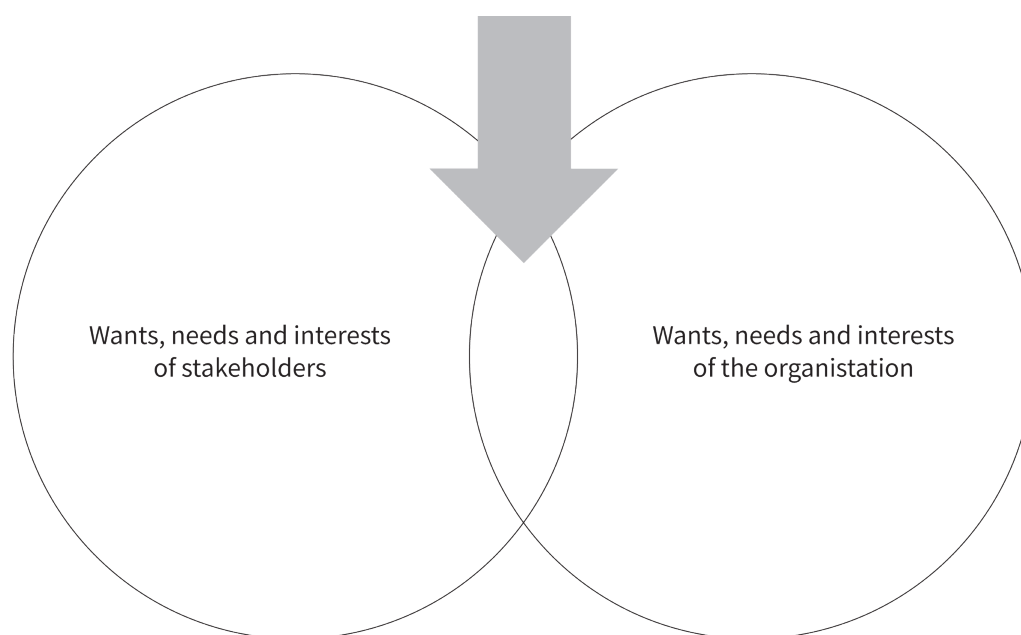 Wants, needs and interests
of stakeholders
Wants, needs and interests
of the organistation